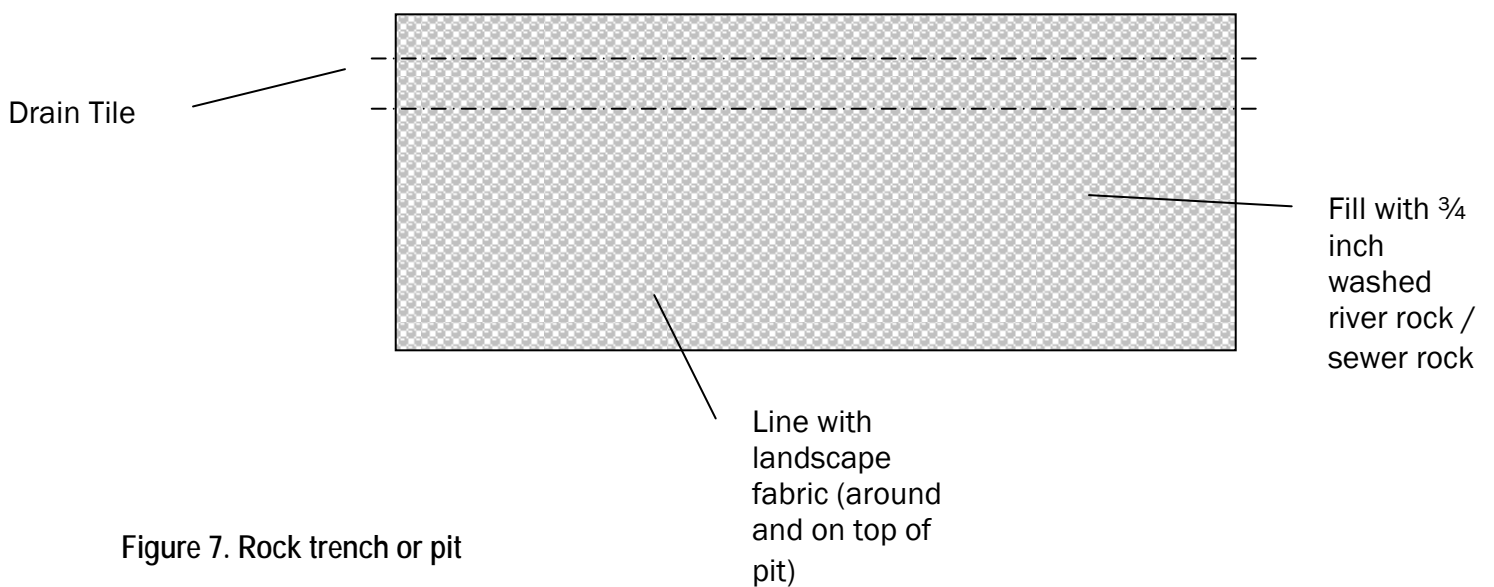 Drain Tile
Fill with ¾
inch
washed
river rock /
sewer rock
Line with
landscape
fabric (around
and on top of
pit)
Figure 7. Rock trench or pit